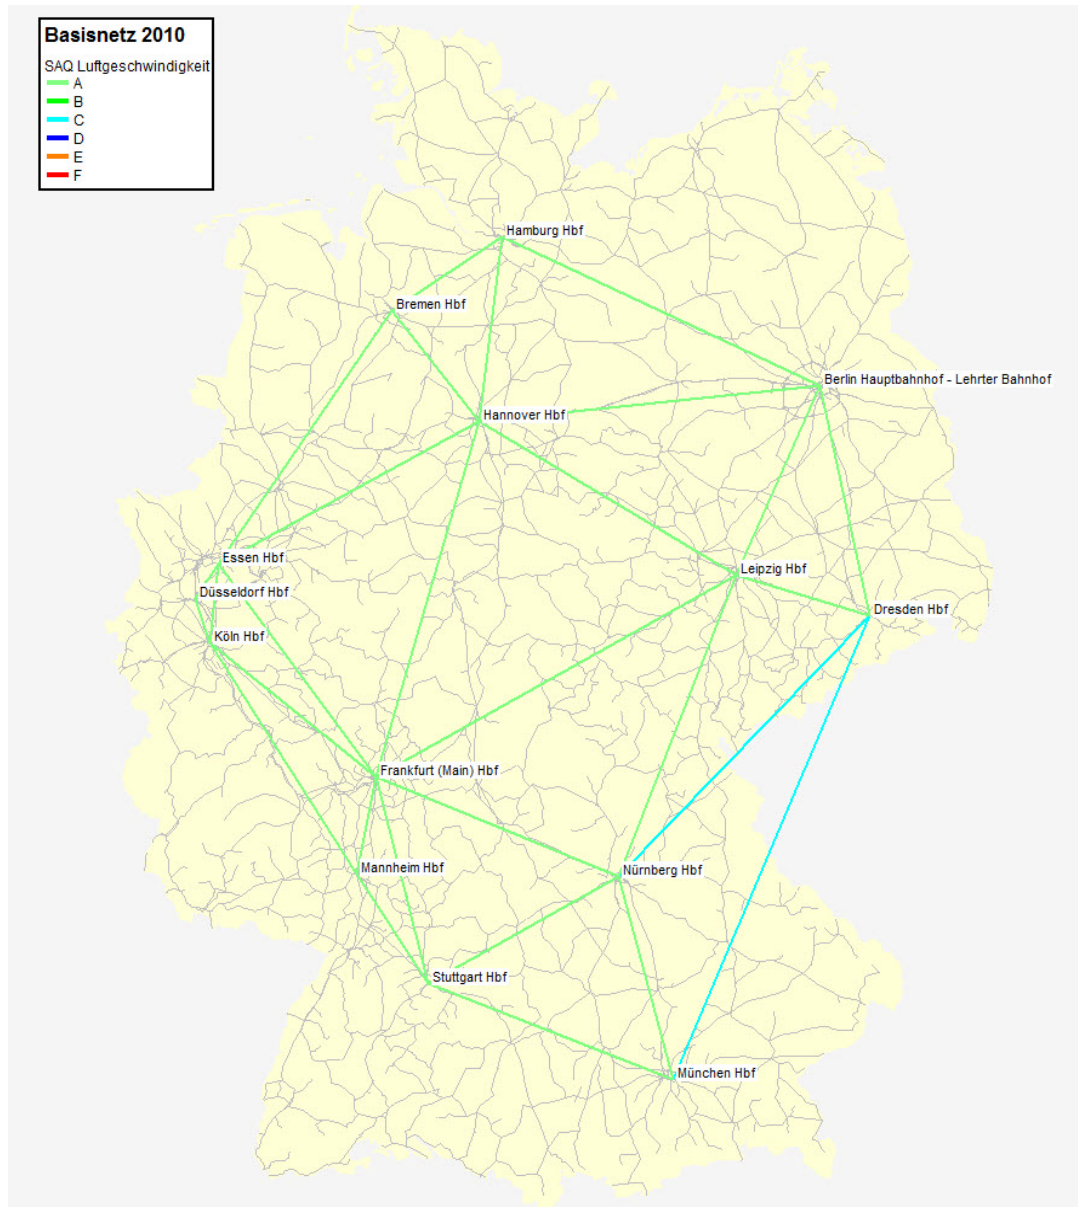 Basisnetz 2010
SAQ Luftgeschwindigkeit
A
B
C
D
E
F
Hamburg Hbf
Bremen Hbf
Berlin Hauptbahnhof - Lehrter Bahnhof
Hannover Hbf
Essen Hbf
Leipzig Hbf
Düsseldorf Hbf
Dresden Hbf
Köln Hbf
Frankfurt (Main) Hbf
Mannheim Hbf
Nürnberg Hbf
Stuttgart Hbf
München Hbf